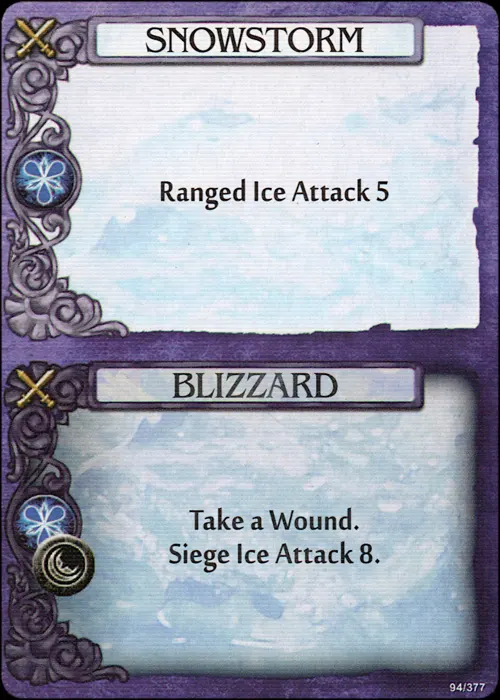 SNOWSTORM
Ranged Ice Attack 5
BLIZZARD
Take a Wound.
Siege Ice Attack 8.
94/377